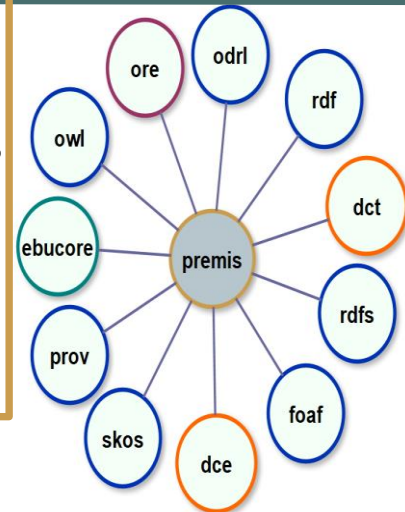 odrl
ore
rdf
owl
dct
ebucore
premis
rdfs
prov
foaf
skos
dce